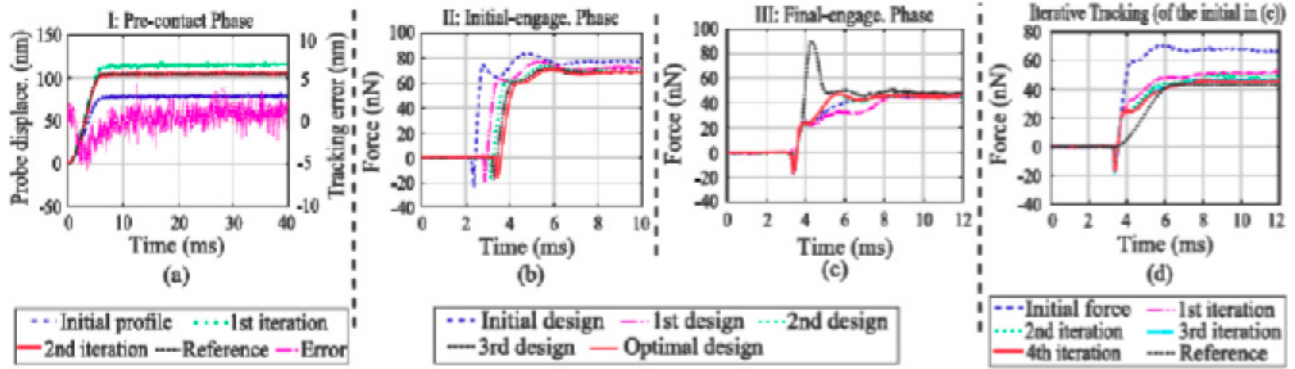 I: Pre-contact Phase
Probe displace. (nm)
150
100
50
0
-50
10
5
0
-5
-10
Tracking error (nm)
0 10 20 30 40
Time (ms)
(a)
Initial profile 1st iteration
2nd iteration Reference Error
II: Initial-engage. Phase
Force (nN)
100
80
60
40
20
0
-20
-40
0 2 4 6 8 10
Time (ms)
(b)
III: Final-engage. Phase
Force (nN)
100
80
60
40
20
0
-20
-40
0 2 4 6 8 10 12
Time (ms)
(c)
Initial design 1st design 2nd design
3rd design Optimal design
Iterative Tracking (of the initial in (c))
Force (nN)
80
60
40
20
0
-20
-40
0 2 4 6 8 10 12
Time (ms)
(d)
Initial force 1st iteration
2nd iteration 3rd iteration
4th iteration Reference